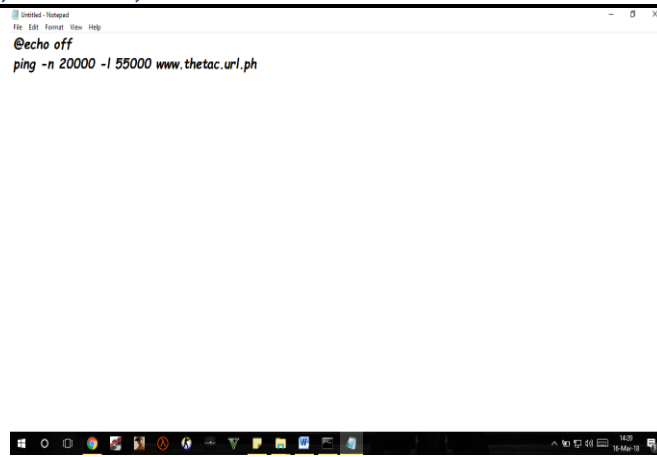 Untitled - Notepad
File Edit Format View Help
@echo off
ping -n 20000 -l 55000 www.thetac.url.ph
14:20
16-Mar-18